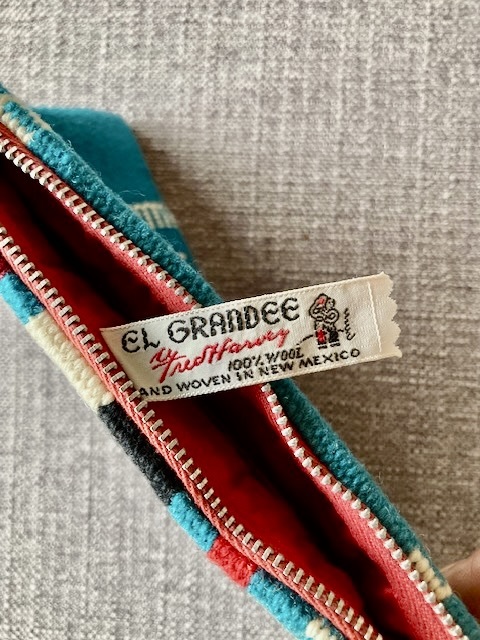 EL GRANDEE
by Fred Harvey
100% WOOL
AND WOVEN IN NEW MEXICO